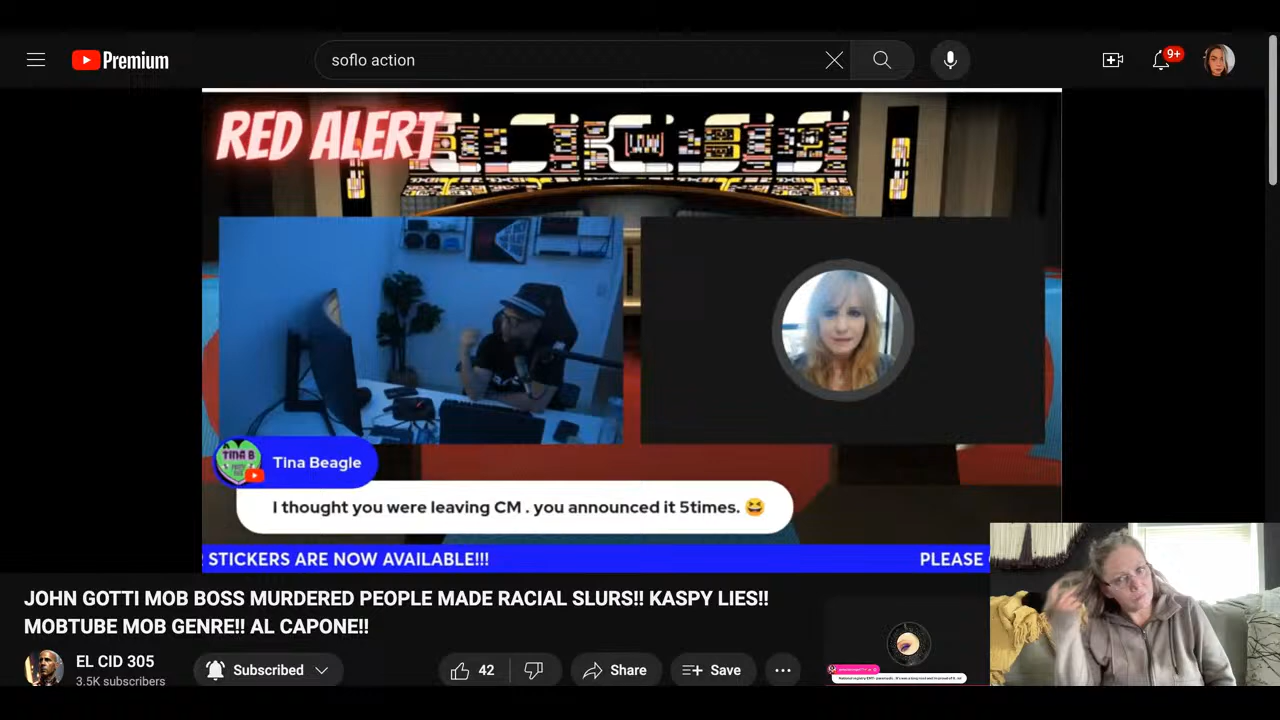 Premium
soflo action
9+
RED ALERT
TINA B
Tina Beagle
I thought you were leaving CM . you announced it 5times. 😆
STICKERS ARE NOW AVAILABLE!!!
PLEASE
JOHN GOTTI MOB BOSS MURDERED PEOPLE MADE RACIAL SLURS!! KASPY LIES!!
MOBTUBE MOB GENRE!! AL CAPONE!!
EL CID 305
3.5K subscribers
Subscribed
42
Share
Save